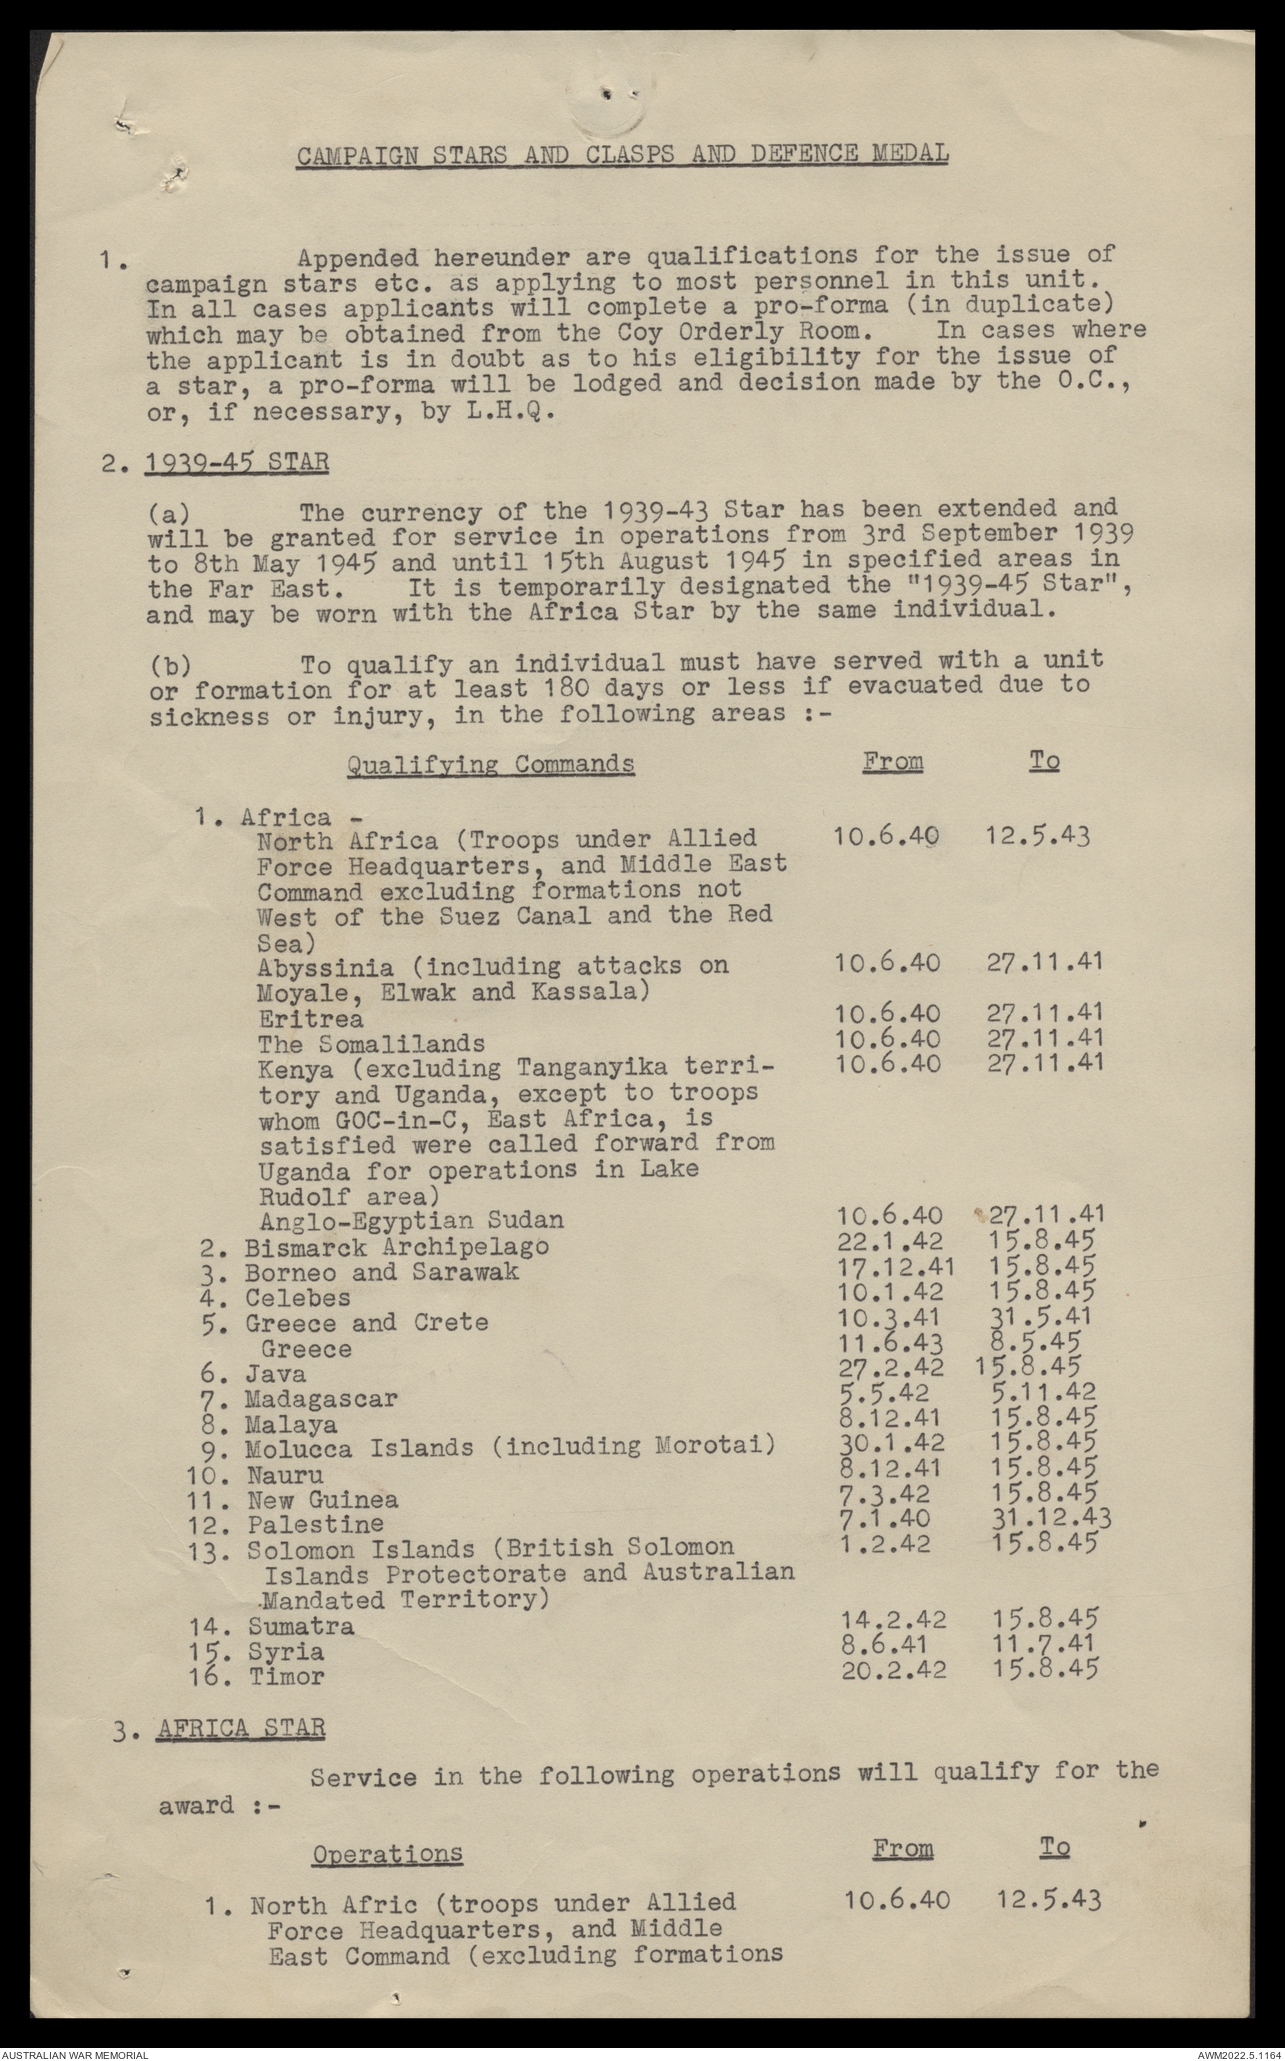 CAMPAIGN STARS AND CLASPS AND DEFENCE MEDAL
1. Appended hereunder are qualifications for the issue of
campaign stars etc. as applying to most personnel in this unit.
In all cases applicants will complete a pro-forma (in duplicate)
which may be obtained from the Coy Orderly Room. In cases where
the applicant is in doubt as to his eligibility for the issue of
a star, a pro-forma will be lodged and decision made by the O.C.,
or, if necessary, by L.H.Q.
2. 1939-45 STAR
(a) The currency of the 1939-43 Star has been extended and
will be granted for service in operations from 3rd September 1939
to 8th May 1945 and until 15th August 1945 in specified areas in
the Far East. It is temporarily designated the "1939-45 Star",
and may be worn with the Africa Star by the same individual.
(b) To qualify an individual must have served with a unit
or formation for at least 180 days or less if evacuated due to
sickness or injury, in the following areas :-
Qualifying Commands From To
1. Africa -
North Africa (Troops under Allied 10.6.40 12.5.43
Force Headquarters, and Middle East
Command excluding formations not
West of the Suez Canal and the Red
Sea)
Abyssinia (including attacks on 10.6.40 27.11.41
Moyale, Elwak and Kassala)
Eritrea 10.6.40 27.11.41
The Somalilands 10.6.40 27.11.41
Kenya (excluding Tanganyika terri- 10.6.40 27.11.41
tory and Uganda, except to troops
whom GOC-in-C, East Africa, is
satisfied were called forward from
Uganda for operations in Lake
Rudolf area)
Anglo-Egyptian Sudan 10.6.40 27.11.41
2. Bismarck Archipelago 22.1.42 15.8.45
3. Borneo and Sarawak 17.12.41 15.8.45
4. Celebes 10.1.42 15.8.45
5. Greece and Crete 10.3.41 31.5.41
Greece 11.6.43 8.5.45
6. Java 27.2.42 15.8.45
7. Madagascar 5.5.42 5.11.42
8. Malaya 8.12.41 15.8.45
9. Molucca Islands (including Morotai) 30.1.42 15.8.45
10. Nauru 8.12.41 15.8.45
11. New Guinea 7.3.42 15.8.45
12. Palestine 7.1.40 31.12.43
13. Solomon Islands (British Solomon 1.2.42 15.8.45
Islands Protectorate and Australian
Mandated Territory)
14. Sumatra 14.2.42 15.8.45
15. Syria 8.6.41 11.7.41
16. Timor 20.2.42 15.8.45
3. AFRICA STAR
Service in the following operations will qualify for the
award :-
Operations From To
1. North Afric (troops under Allied 10.6.40 12.5.43
Force Headquarters, and Middle
East Command (excluding formations
AUSTRALIAN WAR MEMORIAL AWM2022.5.1164